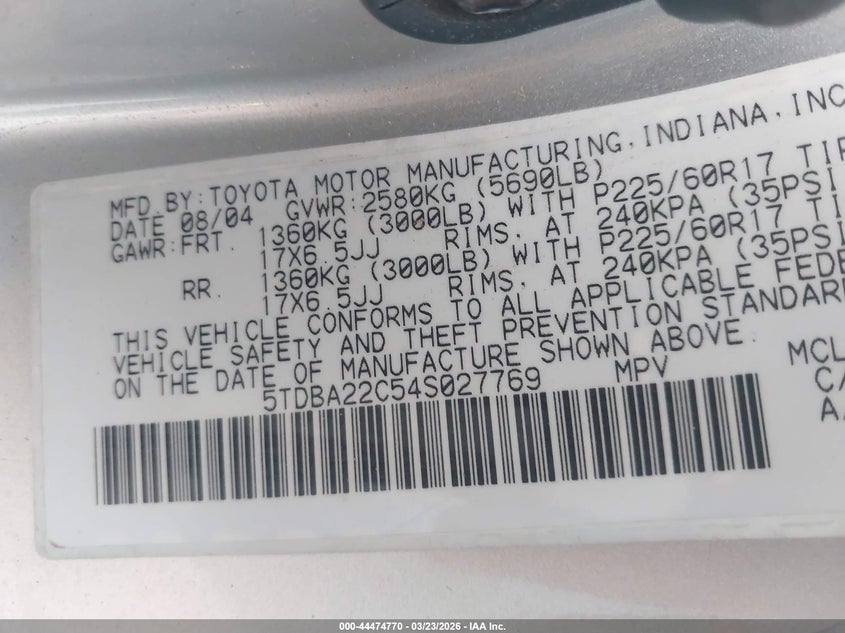 MFD BY: TOYOTA MOTOR MANUFACTURING, INDIANA, INC
DATE 08/04 GVWR: 2580KG (5690LB)
GAWR: FRT. 1360KG (3000LB) WITH P225/60R17
17X6.5JJ RIMS, AT 240KPA (35PSI
RR. 1360KG (3000LB) WITH P225/60R17
17X6.5JJ RIMS, AT 240KPA (35PSI
THIS VEHICLE CONFORMS TO ALL APPLICABLE
VEHICLE SAFETY AND THEFT PREVENTION
ON THE DATE OF MANUFACTURE SHOWN ABOVE.
5TDBA22C54S027769 MPV
000-44474770 - 03/23/2026 - IAA Inc.